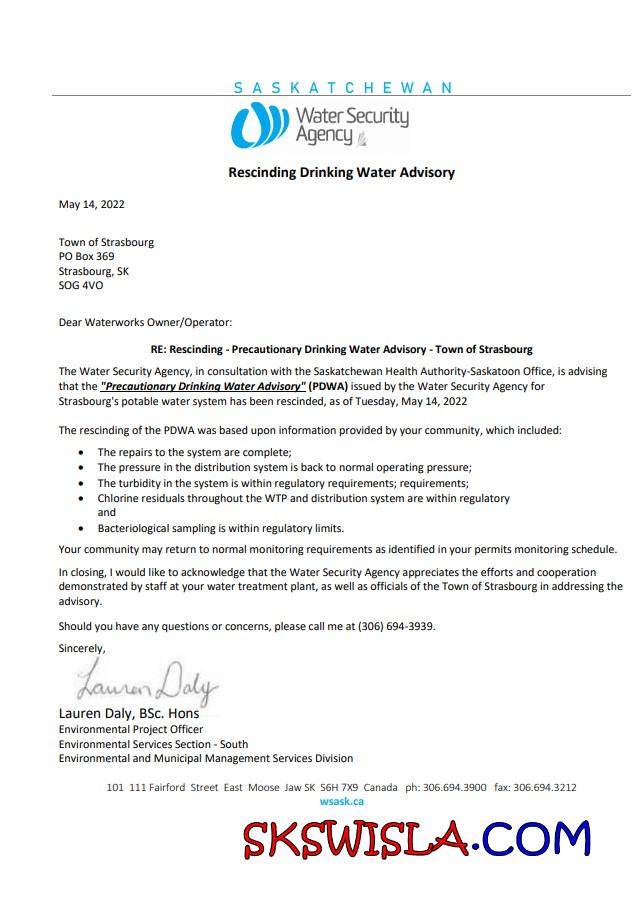 SASKATCHEWAN
Water Security
Agency
Rescinding Drinking Water Advisory
May 14, 2022
Town of Strasbourg
PO Box 369
Strasbourg, SK
SOG 4VO
Dear Waterworks Owner/Operator:
RE: Rescinding - Precautionary Drinking Water Advisory - Town of Strasbourg
The Water Security Agency, in consultation with the Saskatchewan Health Authority-Saskatoon Office, is advising
that the "Precautionary Drinking Water Advisory" (PDWA) issued by the Water Security Agency for
Strasbourg's potable water system has been rescinded, as of Tuesday, May 14, 2022
The rescinding of the PDWA was based upon information provided by your community, which included:
• The repairs to the system are complete;
• The pressure in the distribution system is back to normal operating pressure;
• The turbidity in the system is within regulatory requirements; requirements;
• Chlorine residuals throughout the WTP and distribution system are within regulatory
and
• Bacteriological sampling is within regulatory limits.
Your community may return to normal monitoring requirements as identified in your permits monitoring schedule.
In closing, I would like to acknowledge that the Water Security Agency appreciates the efforts and cooperation
demonstrated by staff at your water treatment plant, as well as officials of the Town of Strasbourg in addressing the
advisory.
Should you have any questions or concerns, please call me at (306) 694-3939.
Sincerely,
Lauren Daly
Lauren Daly, BSc. Hons
Environmental Project Officer
Environmental Services Section - South
Environmental and Municipal Management Services Division
101 111 Fairford Street East Moose Jaw SK S6H 7X9 Canada ph: 306.694.3900 fax: 306.694.3212
wsask.ca
SKSWISLA.COM